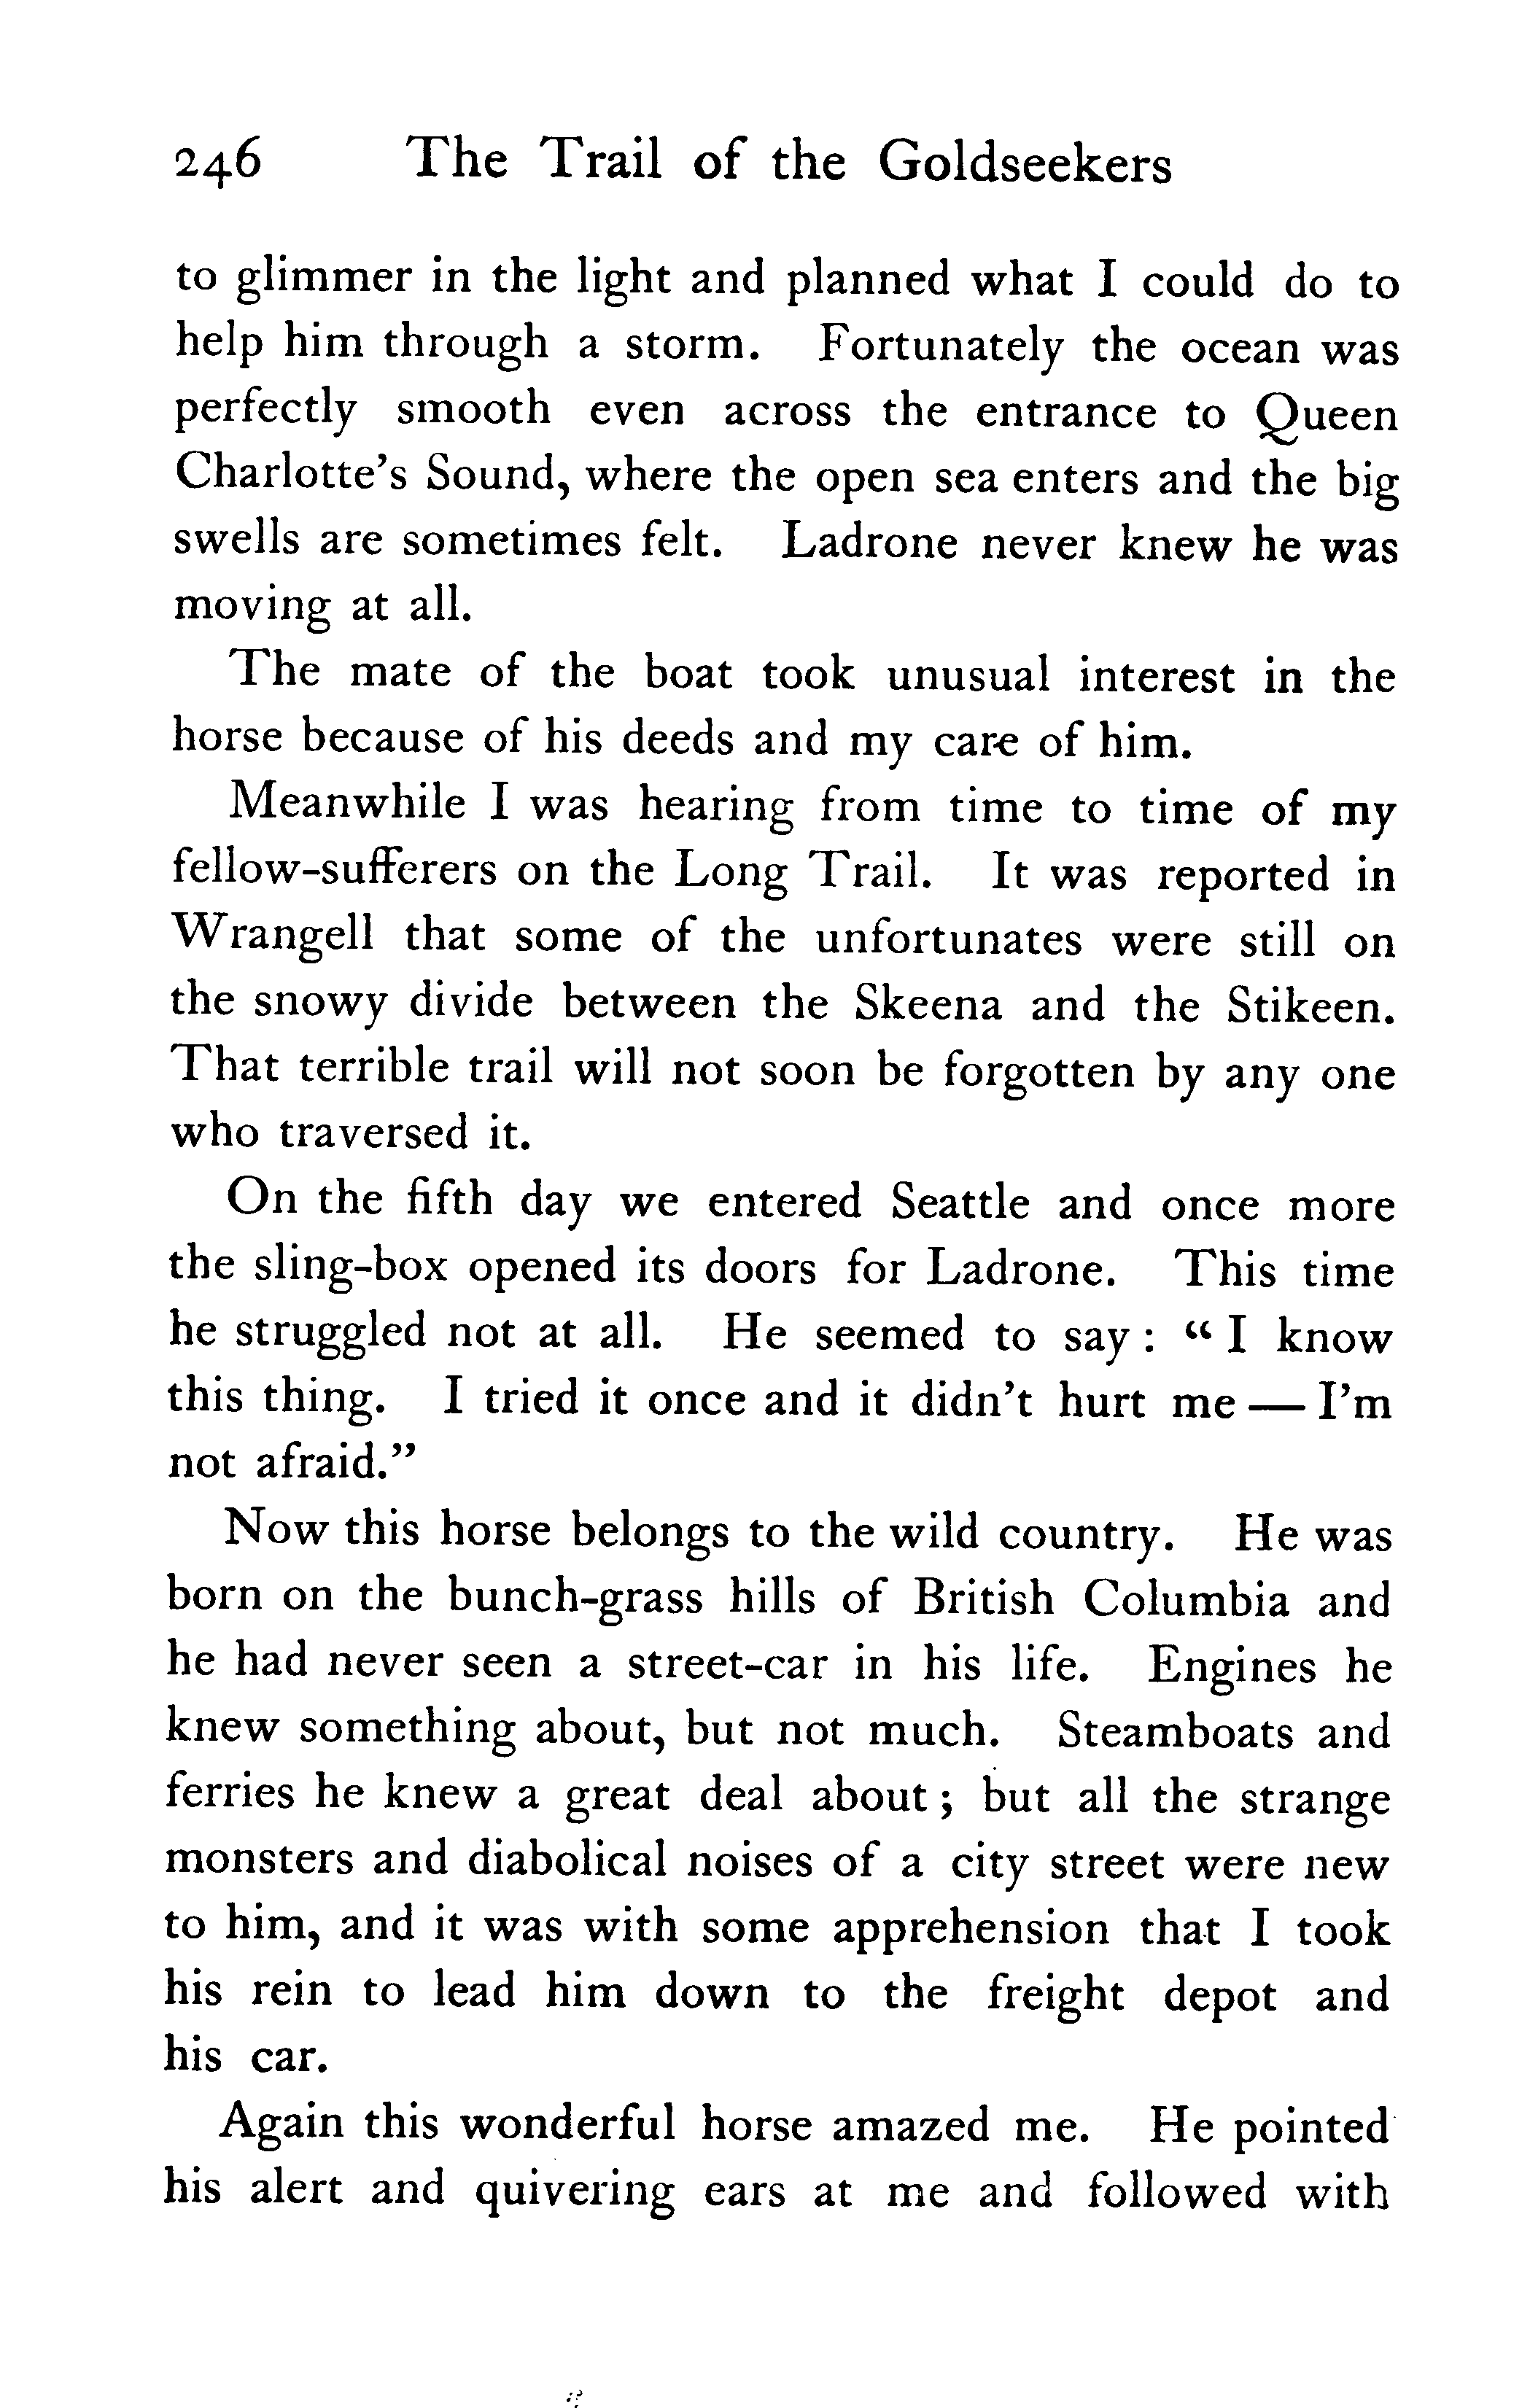 246 The Trail of the Goldseekers
to glimmer in the light and planned what I could do to
help him through a storm. Fortunately the ocean was
perfectly smooth even across the entrance to Queen
Charlotte's Sound, where the open sea enters and the big
swells are sometimes felt. Ladrone never knew he was
moving at all.
The mate of the boat took unusual interest in the
horse because of his deeds and my care of him.
Meanwhile I was hearing from time to time of my
fellow-sufferers on the Long Trail. It was reported in
Wrangell that some of the unfortunates were still on
the snowy divide between the Skeena and the Stikeen.
That terrible trail will not soon be forgotten by any one
who traversed it.
On the fifth day we entered Seattle and once more
the sling-box opened its doors for Ladrone. This time
he struggled not at all. He seemed to say: “I know
this thing. I tried it once and it didn't hurt me — I'm
not afraid.”
Now this horse belongs to the wild country. He was
born on the bunch-grass hills of British Columbia and
he had never seen a street-car in his life. Engines he
knew something about, but not much. Steamboats and
ferries he knew a great deal about; but all the strange
monsters and diabolical noises of a city street were new
to him, and it was with some apprehension that I took
his rein to lead him down to the freight depot and
his car.
Again this wonderful horse amazed me. He pointed
his alert and quivering ears at me and followed with